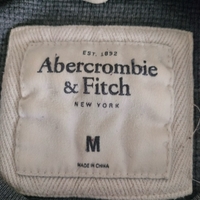 EST. 1892
Abercrombie
& Fitch
NEW YORK
M
MADE IN CHINA